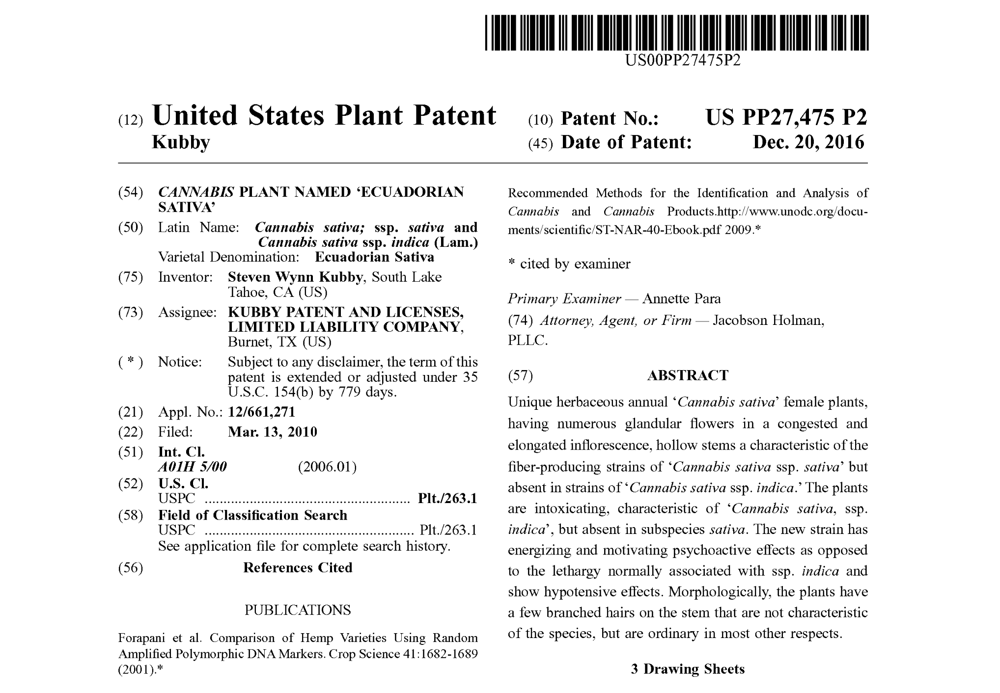 US00PP27475P2
(12) United States Plant Patent
Kubby
(10) Patent No.: US PP27,475 P2
(45) Date of Patent: Dec. 20, 2016
(54) CANNABIS PLANT NAMED ‘ECUADORIAN
SATIVA’
(50) Latin Name: Cannabis sativa; ssp. sativa and
Cannabis sativa ssp. indica (Lam.)
Varietal Denomination: Ecuadorian Sativa
(75) Inventor: Steven Wynn Kubby, South Lake
Tahoe, CA (US)
(73) Assignee: KUBBY PATENT AND LICENSES,
LIMITED LIABILITY COMPANY,
Burnet, TX (US)
( * ) Notice: Subject to any disclaimer, the term of this
patent is extended or adjusted under 35
U.S.C. 154(b) by 779 days.
(21) Appl. No.: 12/661,271
(22) Filed: Mar. 13, 2010
(51) Int. Cl.
A01H 5/00 (2006.01)
(52) U.S. Cl.
USPC ....................................................... Plt./263.1
(58) Field of Classification Search
USPC ........................................................ Plt./263.1
See application file for complete search history.
(56) References Cited
PUBLICATIONS
Forapani et al. Comparison of Hemp Varieties Using Random
Amplified Polymorphic DNA Markers. Crop Science 41:1682-1689
(2001).*
Recommended Methods for the Identification and Analysis of
Cannabis and Cannabis Products.http://www.unodc.org/docu-
ments/scientific/ST-NAR-40-Ebook.pdf 2009.*
* cited by examiner
Primary Examiner — Annette Para
(74) Attorney, Agent, or Firm — Jacobson Holman,
PLLC.
(57) ABSTRACT
Unique herbaceous annual ‘Cannabis sativa’ female plants,
having numerous glandular flowers in a congested and
elongated inflorescence, hollow stems a characteristic of the
fiber-producing strains of ‘Cannabis sativa ssp. sativa’ but
absent in strains of ‘Cannabis sativa ssp. indica.’ The plants
are intoxicating, characteristic of ‘Cannabis sativa, ssp.
indica’, but absent in subspecies sativa. The new strain has
energizing and motivating psychoactive effects as opposed
to the lethargy normally associated with ssp. indica and
show hypotensive effects. Morphologically, the plants have
a few branched hairs on the stem that are not characteristic
of the species, but are ordinary in most other respects.
3 Drawing Sheets